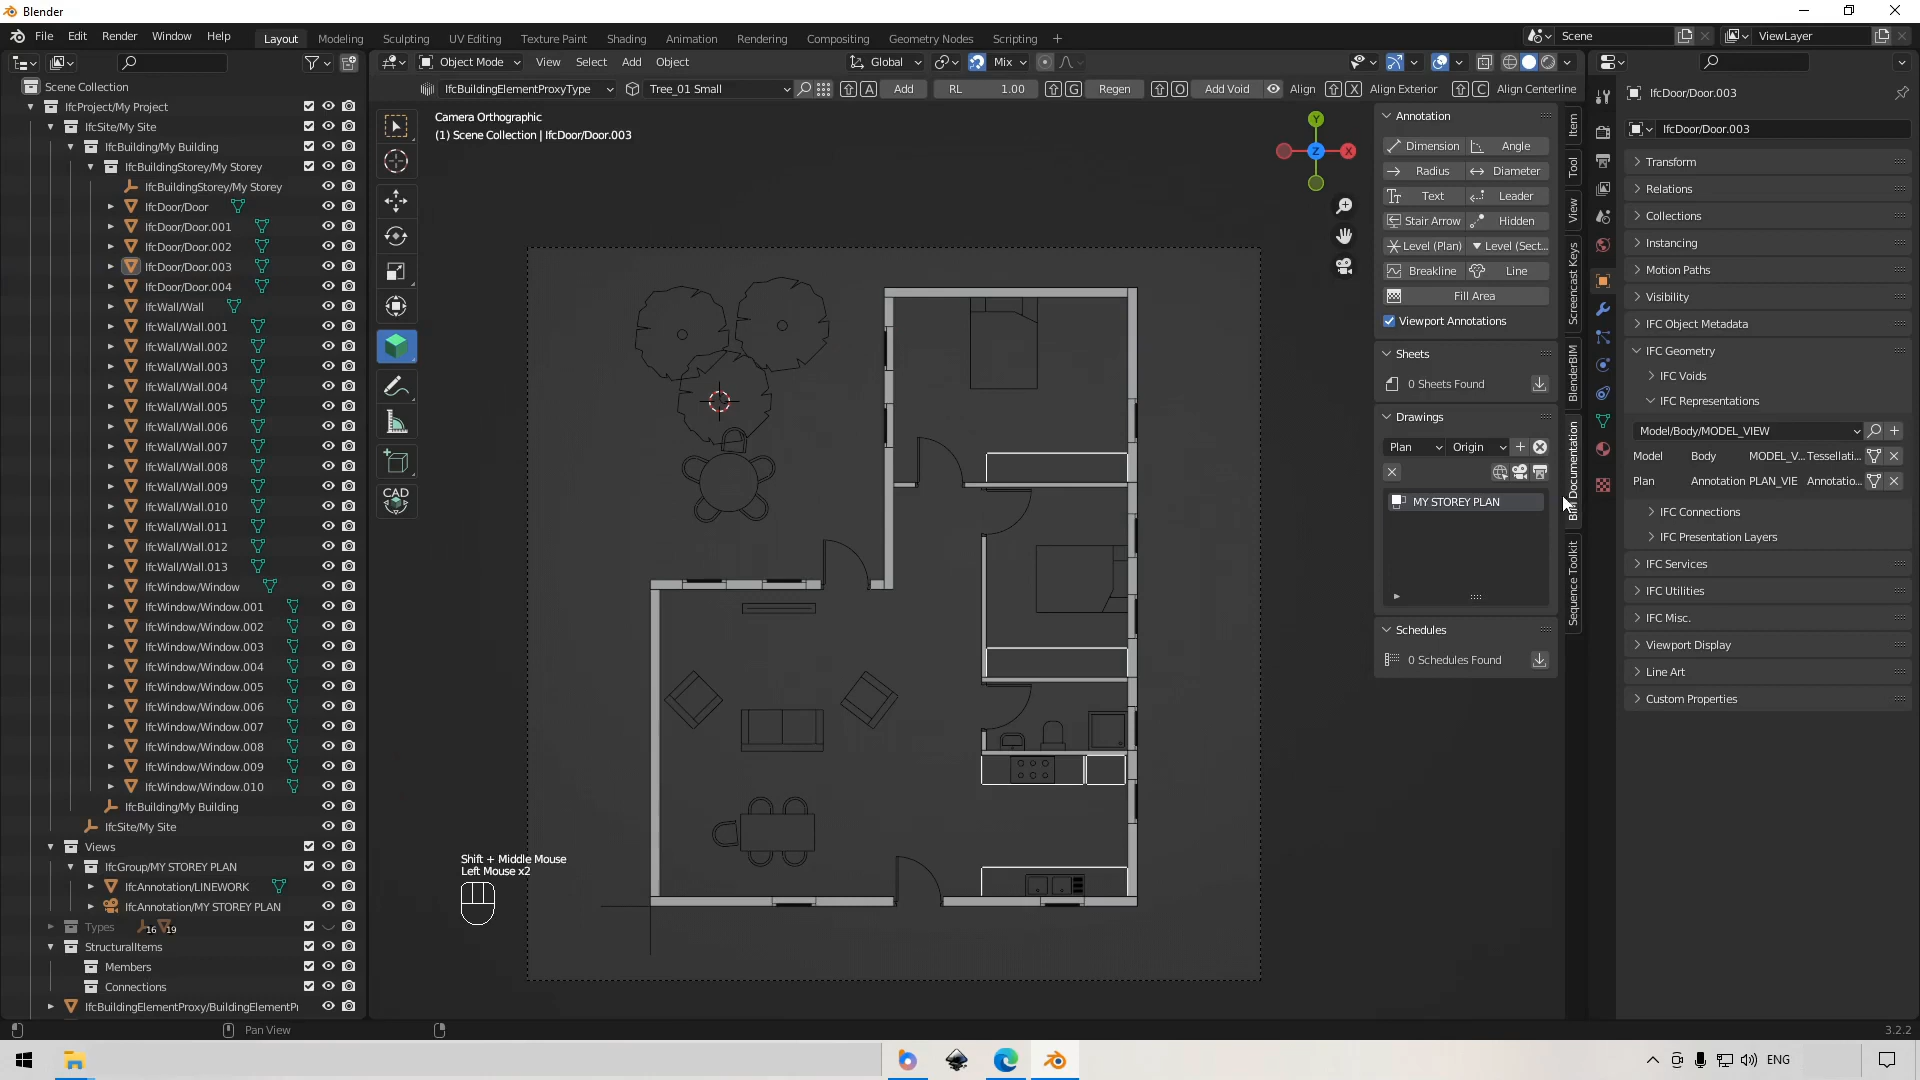 Blender
File Edit Render Window Help
Layout Modeling Sculpting UV Editing Texture Paint Shading Animation Rendering Compositing Geometry Nodes Scripting +
Scene
ViewLayer
Object Mode View Select Add Object
Global
Mix
IfcBuildingElementProxyType
Tree_01 Small
A Add
RL 1.00
G Regen
O Add Void
Align
X Align Exterior
C Align Centerline
Scene Collection
IfcProject/My Project
IfcSite/My Site
IfcBuilding/My Building
IfcBuildingStorey/My Storey
IfcBuildingStorey/My Storey
IfcDoor/Door
IfcDoor/Door.001
IfcDoor/Door.002
IfcDoor/Door.003
IfcDoor/Door.004
IfcWall/Wall
IfcWall/Wall.001
IfcWall/Wall.002
IfcWall/Wall.003
IfcWall/Wall.004
IfcWall/Wall.005
IfcWall/Wall.006
IfcWall/Wall.007
IfcWall/Wall.008
IfcWall/Wall.009
IfcWall/Wall.010
IfcWall/Wall.011
IfcWall/Wall.012
IfcWall/Wall.013
IfcWindow/Window
IfcWindow/Window.001
IfcWindow/Window.002
IfcWindow/Window.003
IfcWindow/Window.004
IfcWindow/Window.005
IfcWindow/Window.006
IfcWindow/Window.007
IfcWindow/Window.008
IfcWindow/Window.009
IfcWindow/Window.010
IfcBuilding/My Building
IfcSite/My Site
Views
IfcGroup/MY STOREY PLAN
IfcAnnotation/LINEWORK
IfcAnnotation/MY STOREY PLAN
Types 16 19
StructuralItems
Members
Connections
IfcBuildingElementProxy/BuildingElementPr
Camera Orthographic
(1) Scene Collection | IfcDoor/Door.003
CAD
Y
X
Z
Shift + Middle Mouse
Left Mouse x2
Annotation
Dimension Angle
Radius Diameter
Text Leader
Stair Arrow Hidden
Level (Plan) Level (Sect...
Breakline Line
Fill Area
Viewport Annotations
Sheets
0 Sheets Found
Drawings
Plan Origin
MY STOREY PLAN
Schedules
0 Schedules Found
Item
Tool
View
Screencast Keys
BlenderBIM
BIM Documentation
Sequence Toolkit
IfcDoor/Door.003
IfcDoor/Door.003
Transform
Relations
Collections
Instancing
Motion Paths
Visibility
IFC Object Metadata
IFC Geometry
IFC Voids
IFC Representations
Model/Body/MODEL_VIEW
Model Body MODEL_V... Tessellati...
Plan Annotation PLAN_VIE Annotatio...
IFC Connections
IFC Presentation Layers
IFC Services
IFC Utilities
IFC Misc.
Viewport Display
Line Art
Custom Properties
Pan View
3.2.2
ENG